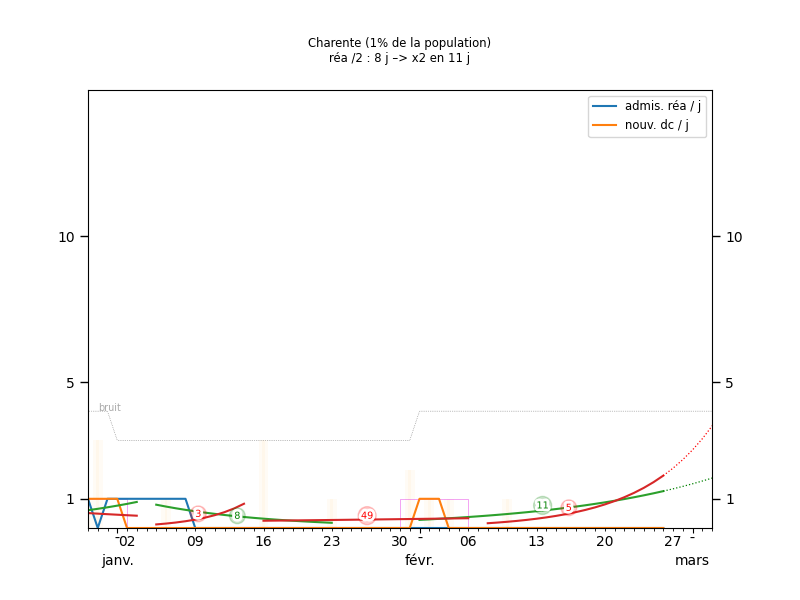 Charente (1% de la population)
réa /2 : 8 j –> x2 en 11 j
admis. réa / j
nouv. dc / j
10
10
5
5
bruit
1
1
3
8
49
11
5
02
09
16
23
30
06
13
20
27
janv.
févr.
mars